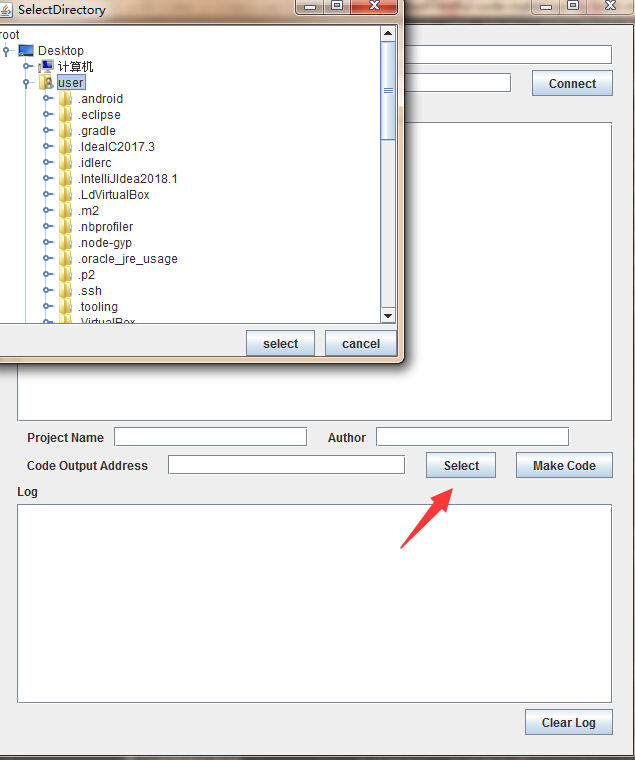 SelectDirectory
root
Desktop
计算机
user
.android
.eclipse
.gradle
.IdeaIC2017.3
.idlerc
.IntelliJIdea2018.1
.LdVirtualBox
.m2
.nbprofiler
.node-gyp
.oracle_jre_usage
.p2
.ssh
.tooling
.VirtualBox
select cancel
Connect
Project Name Author
Code Output Address Select Make Code
Log
Clear Log